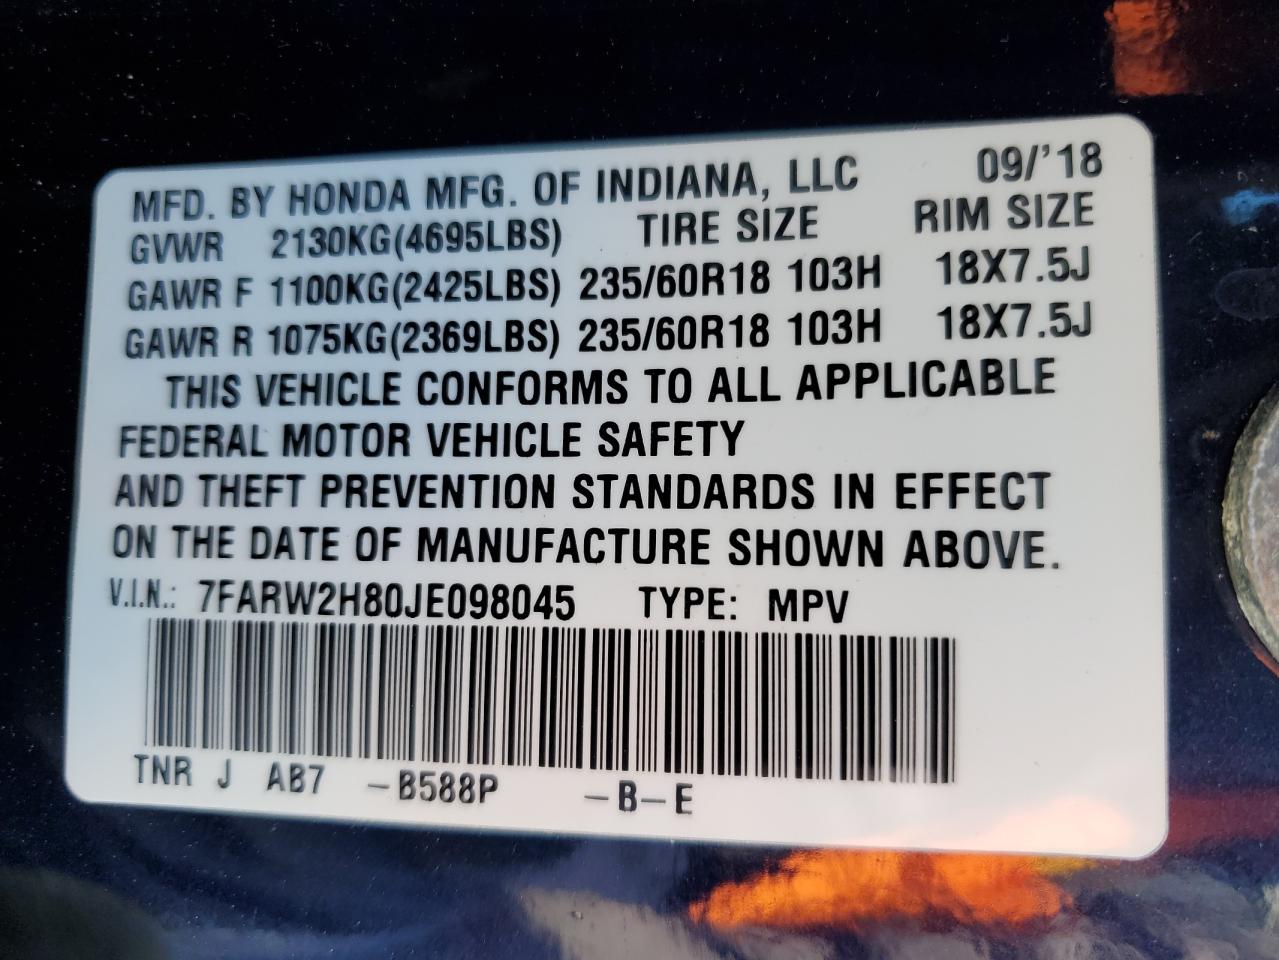 MFD. BY HONDA MFG. OF INDIANA, LLC 09/'18
GVWR 2130KG(4695LBS) TIRE SIZE RIM SIZE
GAWR F 1100KG(2425LBS) 235/60R18 103H 18X7.5J
GAWR R 1075KG(2369LBS) 235/60R18 103H 18X7.5J
THIS VEHICLE CONFORMS TO ALL APPLICABLE
FEDERAL MOTOR VEHICLE SAFETY
AND THEFT PREVENTION STANDARDS IN EFFECT
ON THE DATE OF MANUFACTURE SHOWN ABOVE.
V.I.N.: 7FARW2H80JE098045 TYPE: MPV
TNR J AB7 -B588P -B-E